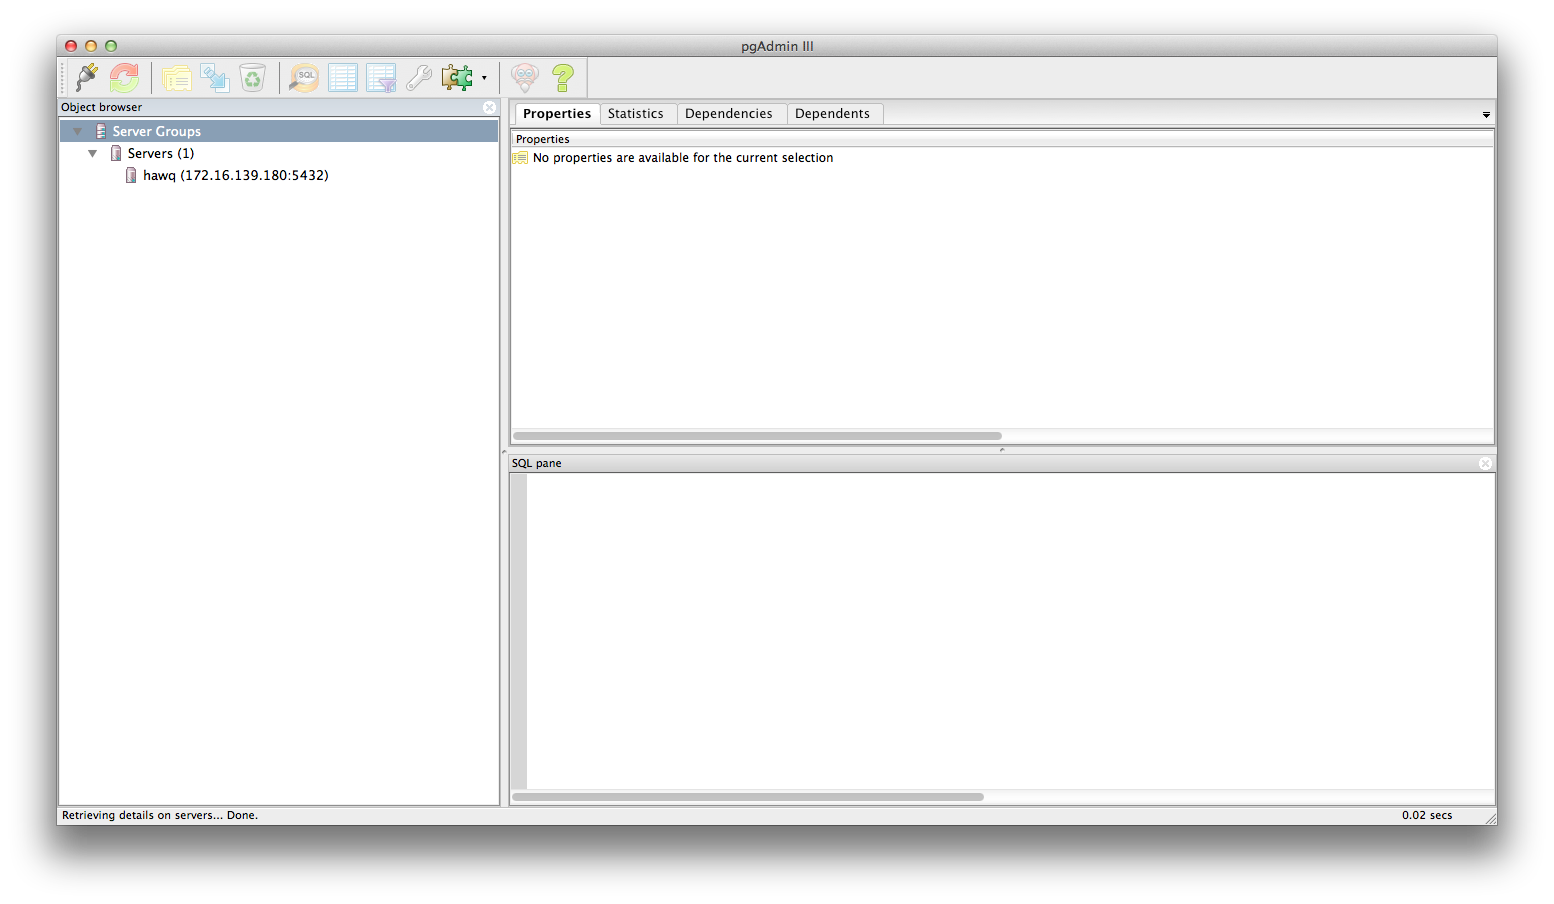 pgAdmin III
SQL
Object browser
Server Groups
Servers (1)
hawq (172.16.139.180:5432)
Properties Statistics Dependencies Dependents
Properties
No properties are available for the current selection
SQL pane
Retrieving details on servers... Done. 0.02 secs